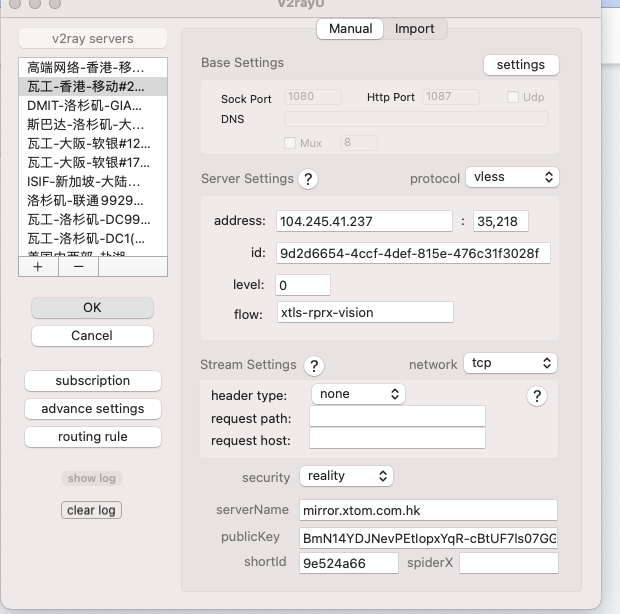 V2rayU
v2ray servers
高端网络-香港-移...
瓦工-香港-移动#2...
DMIT-洛杉矶-GIA...
斯巴达-洛杉矶-大...
瓦工-大阪-软银#12...
瓦工-大阪-软银#17...
ISIF-新加坡-大陆...
洛杉矶-联通9929...
瓦工-洛杉矶-DC99...
瓦工-洛杉矶-DC1(...
+ −
OK
Cancel
subscription
advance settings
routing rule
show log
clear log
Manual Import
Base Settings settings
Sock Port 1080 Http Port 1087 Udp
DNS
Mux 8
Server Settings ? protocol vless
address: 104.245.41.237 : 35,218
id: 9d2d6654-4ccf-4def-815e-476c31f3028f
level: 0
flow: xtls-rprx-vision
Stream Settings ? network tcp
header type: none ?
request path:
request host:
security reality
serverName mirror.xtom.com.hk
publicKey BmN14YDJNevPEtlopxYqR-cBtUF7ls07GG
shortId 9e524a66 spiderX